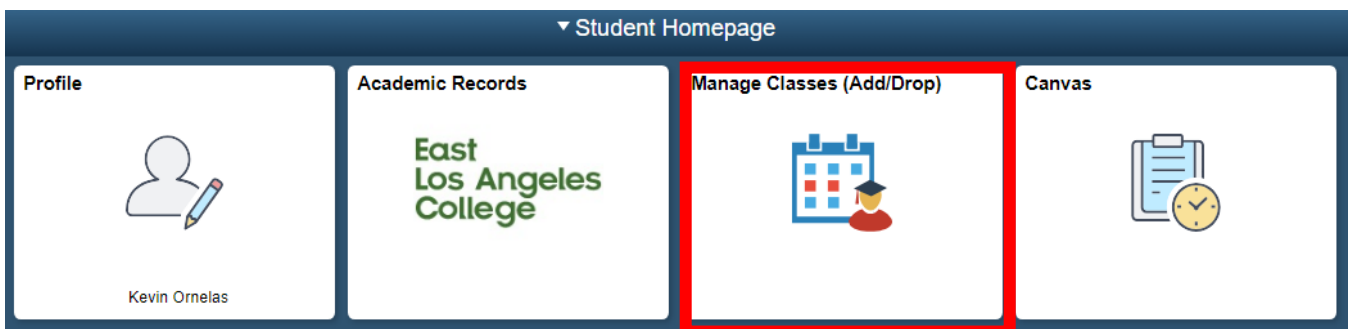 Student Homepage
Profile
Academic Records
Manage Classes (Add/Drop)
Canvas
East
Los Angeles
College
Kevin Ornelas